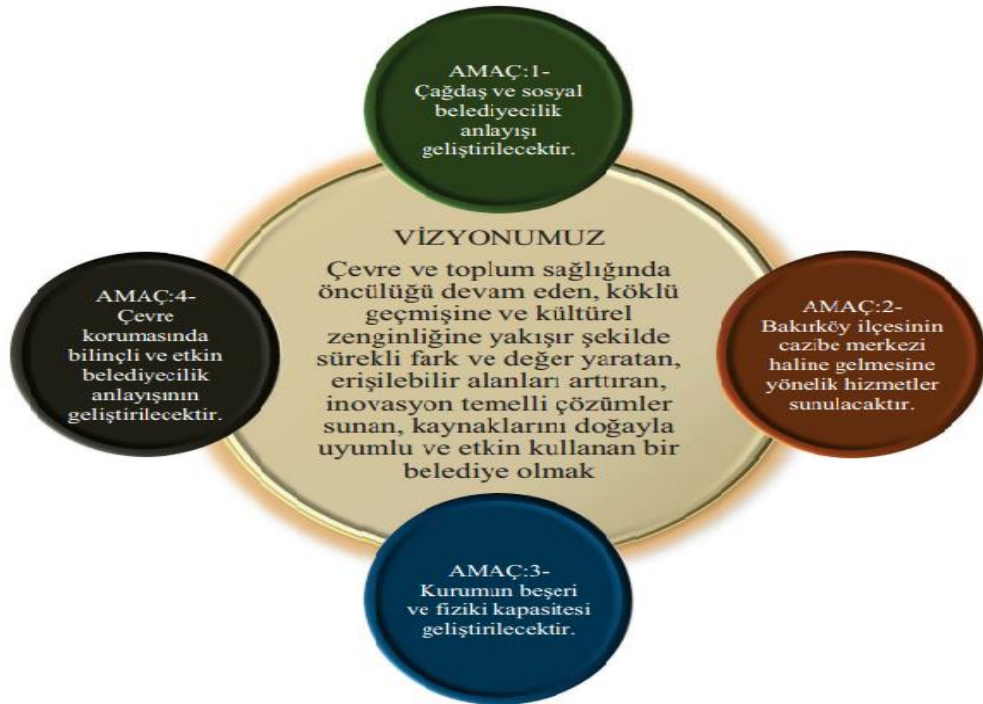 AMAÇ:1-
Çağdaş ve sosyal
belediyecilik
anlayışı
geliştirilecektir.
VİZYONUMUZ
Çevre ve toplum sağlığında
öncülüğü devam eden, köklü
geçmişine ve kültürel
zenginliğine yakışır şekilde
sürekli fark ve değer yaratan,
erişilebilir alanları arttıran,
inovasyon temelli çözümler
sunan, kaynaklarını doğayla
uyumlu ve etkin kullanan bir
belediye olmak
AMAÇ:2-
Bakırköy ilçesinin
cazibe merkezi
haline gelmesine
yönelik hizmetler
sunulacaktır.
AMAÇ:3-
Kurumun beşeri
ve fiziki kapasitesi
geliştirilecektir.
AMAÇ:4-
Çevre
korumasında
bilinçli ve etkin
belediyecilik
anlayışının
geliştirilecektir.